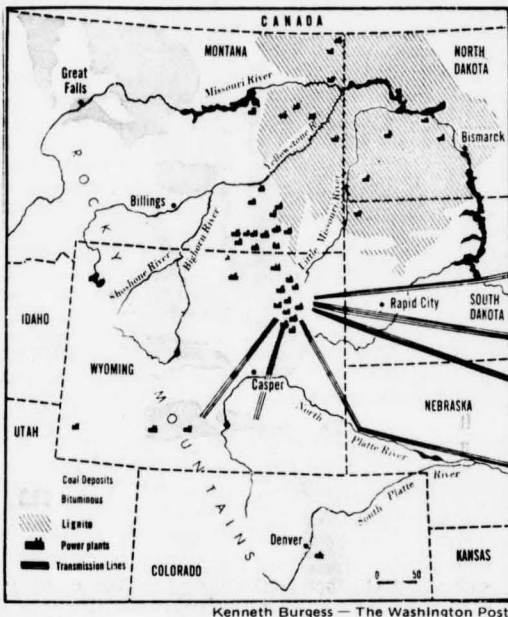 CANADA
MONTANA
NORTH
DAKOTA
Great
Falls
Missouri River
Bismarck
Yellowstone R
ROCKY
Billings
Little Missouri River
Bighorn River
Shoshone River
IDAHO
Rapid City
SOUTH
DAKOTA
WYOMING
Casper
MOUNTAINS
NEBRASKA
UTAH
North
Platte River
Coal Deposits
Bituminous
South Platte
River
Lignite
Power plants
Denver
Transmission Lines
COLORADO
0 50
KANSAS
Kenneth Burgess — The Washington Post